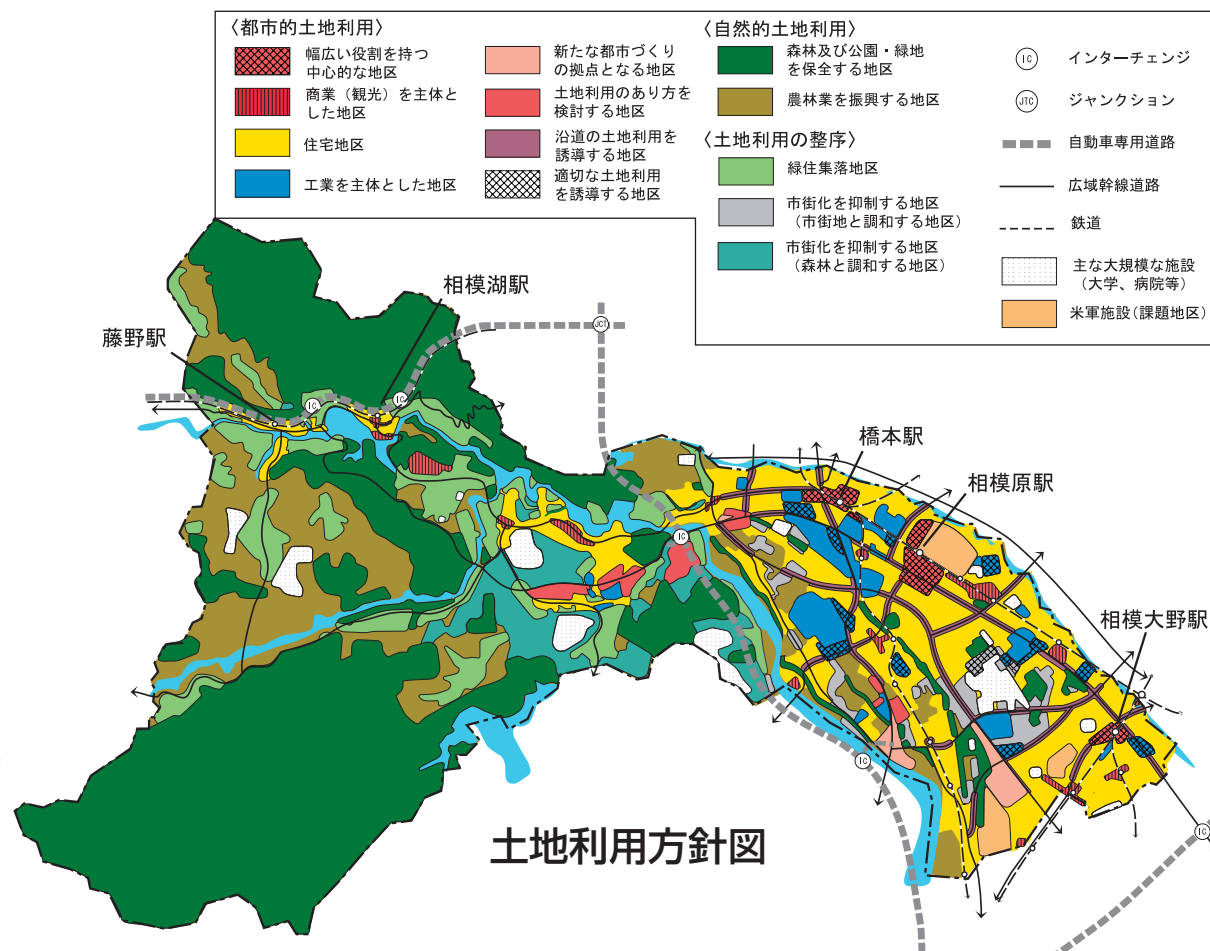 〈都市的土地利用〉
幅広い役割を持つ
中心的な地区
商業（観光）を主体と
した地区
住宅地区
工業を主体とした地区
新たな都市づくり
の拠点となる地区
土地利用のあり方を
検討する地区
沿道の土地利用を
誘導する地区
適切な土地利用
を誘導する地区
〈自然的土地利用〉
森林及び公園・緑地
を保全する地区
農林業を振興する地区
〈土地利用の整序〉
緑住集落地区
市街化を抑制する地区
（市街地と調和する地区）
市街化を抑制する地区
（森林と調和する地区）
IC
インターチェンジ
JTC
ジャンクション
自動車専用道路
広域幹線道路
鉄道
主な大規模な施設
（大学、病院等）
米軍施設（課題地区）
相模湖駅
藤野駅
JCT
IC
IC
橋本駅
相模原駅
IC
相模大野駅
IC
IC
土地利用方針図